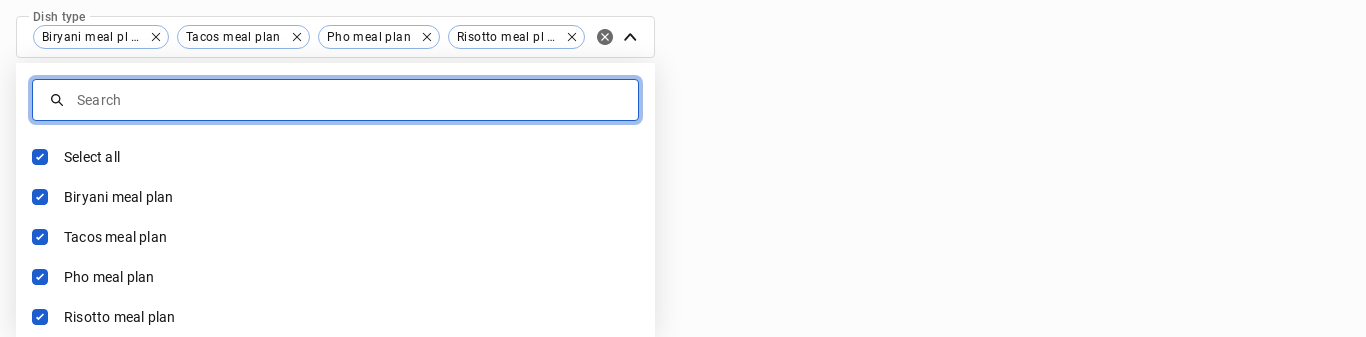 Dish type
Biryani meal pl ... Tacos meal plan Pho meal plan Risotto meal pl ...
Search
Select all
Biryani meal plan
Tacos meal plan
Pho meal plan
Risotto meal plan